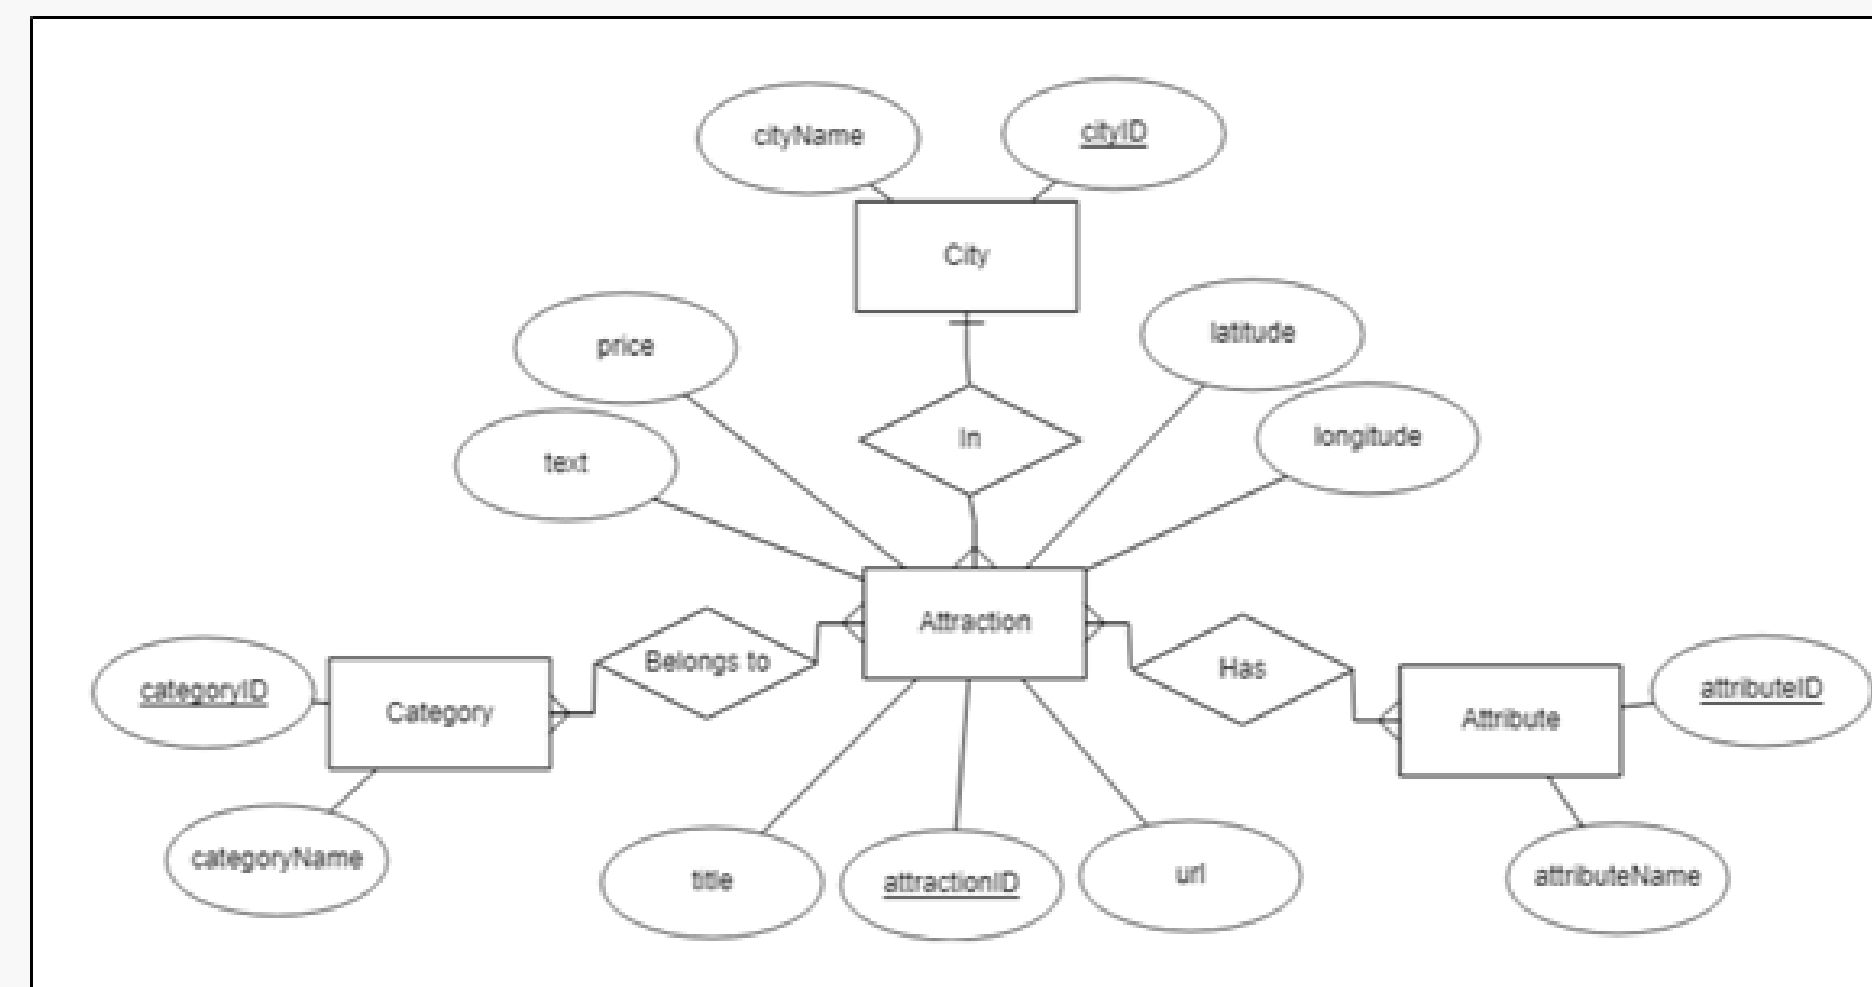 cityName
cityID
City
price
latitude
In
longitude
text
Attraction
Belongs to
Has
categoryID
Category
Attribute
attributeID
categoryName
title
attractionID
url
attributeName